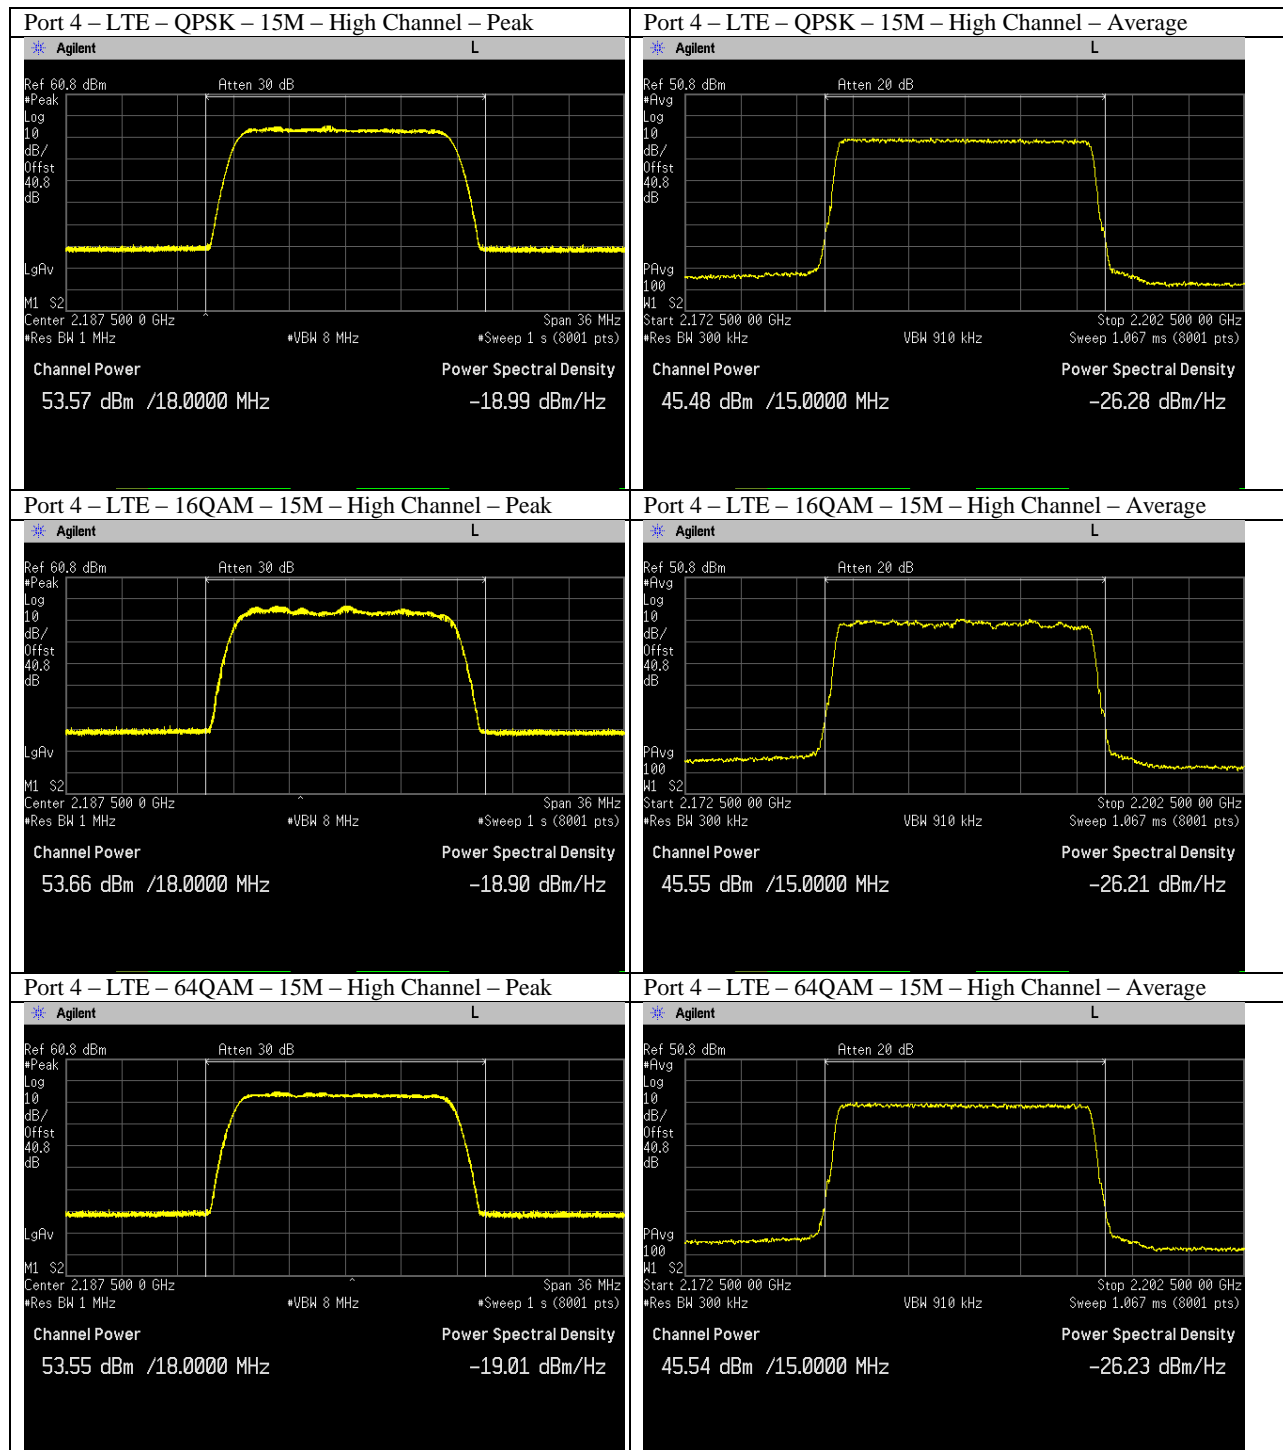 Port 4 – LTE – QPSK – 15M – High Channel – Peak
Agilent L
Ref 60.8 dBm Atten 30 dB
#Peak
Log
10
dB/
Offst
40.8
dB
LgAv
M1 S2
Center 2.187 500 0 GHz Span 36 MHz
#Res BW 1 MHz #VBW 8 MHz #Sweep 1 s (8001 pts)
Channel Power Power Spectral Density
53.57 dBm /18.0000 MHz -18.99 dBm/Hz
Port 4 – LTE – QPSK – 15M – High Channel – Average
Agilent L
Ref 50.8 dBm Atten 20 dB
#Avg
Log
10
dB/
Offst
40.8
dB
PAvg
100
W1 S2
Start 2.172 500 00 GHz Stop 2.202 500 00 GHz
#Res BW 300 kHz VBW 910 kHz Sweep 1.067 ms (8001 pts)
Channel Power Power Spectral Density
45.48 dBm /15.0000 MHz -26.28 dBm/Hz
Port 4 – LTE – 16QAM – 15M – High Channel – Peak
Agilent L
Ref 60.8 dBm Atten 30 dB
#Peak
Log
10
dB/
Offst
40.8
dB
LgAv
M1 S2
Center 2.187 500 0 GHz Span 36 MHz
#Res BW 1 MHz #VBW 8 MHz #Sweep 1 s (8001 pts)
Channel Power Power Spectral Density
53.66 dBm /18.0000 MHz -18.90 dBm/Hz
Port 4 – LTE – 16QAM – 15M – High Channel – Average
Agilent L
Ref 50.8 dBm Atten 20 dB
#Avg
Log
10
dB/
Offst
40.8
dB
PAvg
100
W1 S2
Start 2.172 500 00 GHz Stop 2.202 500 00 GHz
#Res BW 300 kHz VBW 910 kHz Sweep 1.067 ms (8001 pts)
Channel Power Power Spectral Density
45.55 dBm /15.0000 MHz -26.21 dBm/Hz
Port 4 – LTE – 64QAM – 15M – High Channel – Peak
Agilent L
Ref 60.8 dBm Atten 30 dB
#Peak
Log
10
dB/
Offst
40.8
dB
LgAv
M1 S2
Center 2.187 500 0 GHz Span 36 MHz
#Res BW 1 MHz #VBW 8 MHz #Sweep 1 s (8001 pts)
Channel Power Power Spectral Density
53.55 dBm /18.0000 MHz -19.01 dBm/Hz
Port 4 – LTE – 64QAM – 15M – High Channel – Average
Agilent L
Ref 50.8 dBm Atten 20 dB
#Avg
Log
10
dB/
Offst
40.8
dB
PAvg
100
W1 S2
Start 2.172 500 00 GHz Stop 2.202 500 00 GHz
#Res BW 300 kHz VBW 910 kHz Sweep 1.067 ms (8001 pts)
Channel Power Power Spectral Density
45.54 dBm /15.0000 MHz -26.23 dBm/Hz